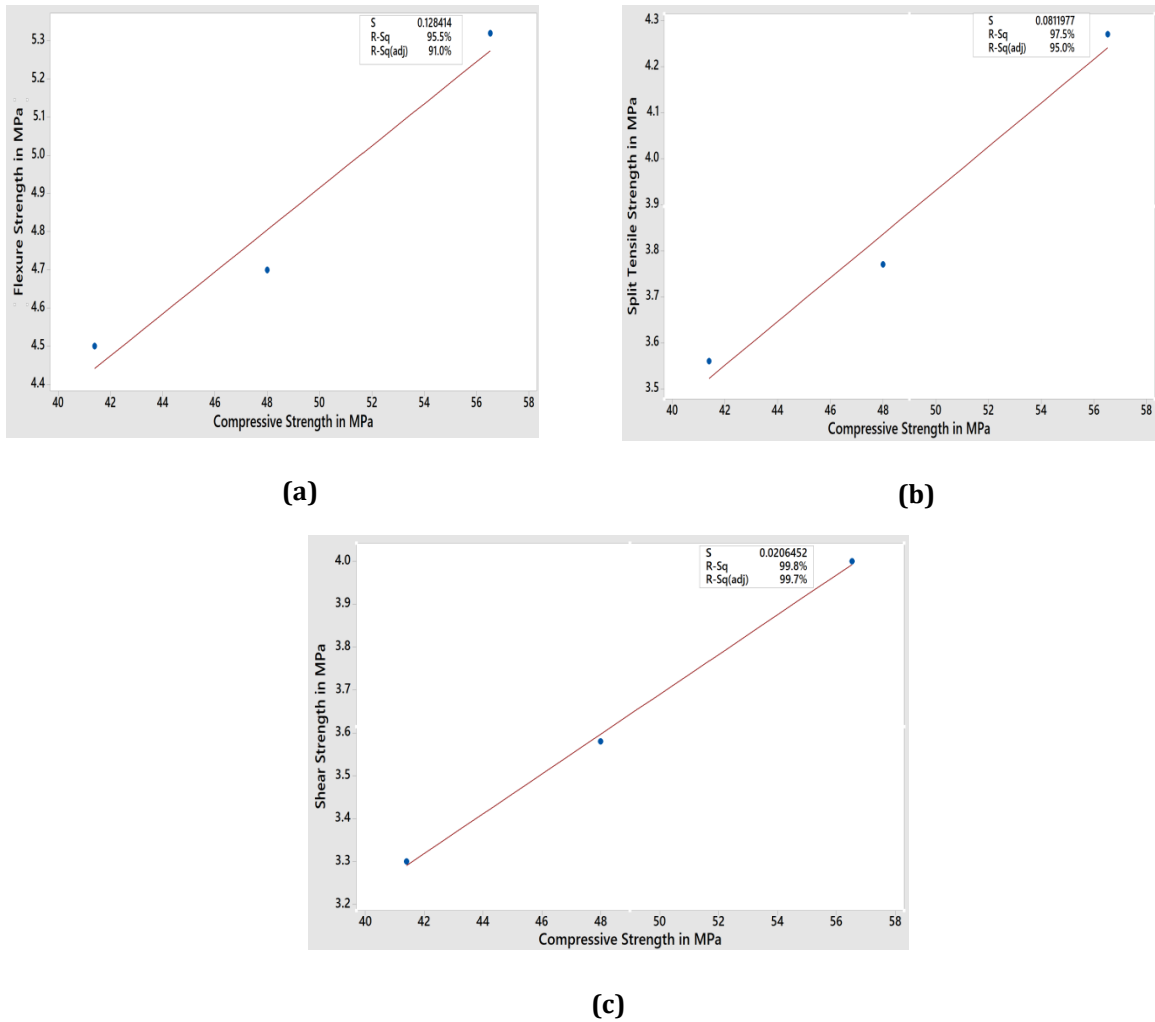 S 0.128414
R-Sq 95.5%
R-Sq(adj) 91.0%
Flexure Strength in MPa
5.3
5.2
5.1
5.0
4.9
4.8
4.7
4.6
4.5
4.4
40 42 44 46 48 50 52 54 56 58
Compressive Strength in MPa
(a)
S 0.0811977
R-Sq 97.5%
R-Sq(adj) 95.0%
Split Tensile Strength in MPa
4.3
4.2
4.1
4.0
3.9
3.8
3.7
3.6
3.5
40 42 44 46 48 50 52 54 56 58
Compressive Strength in MPa
(b)
S 0.0206452
R-Sq 99.8%
R-Sq(adj) 99.7%
Shear Strength in MPa
4.0
3.9
3.8
3.7
3.6
3.5
3.4
3.3
3.2
40 42 44 46 48 50 52 54 56 58
Compressive Strength in MPa
(c)